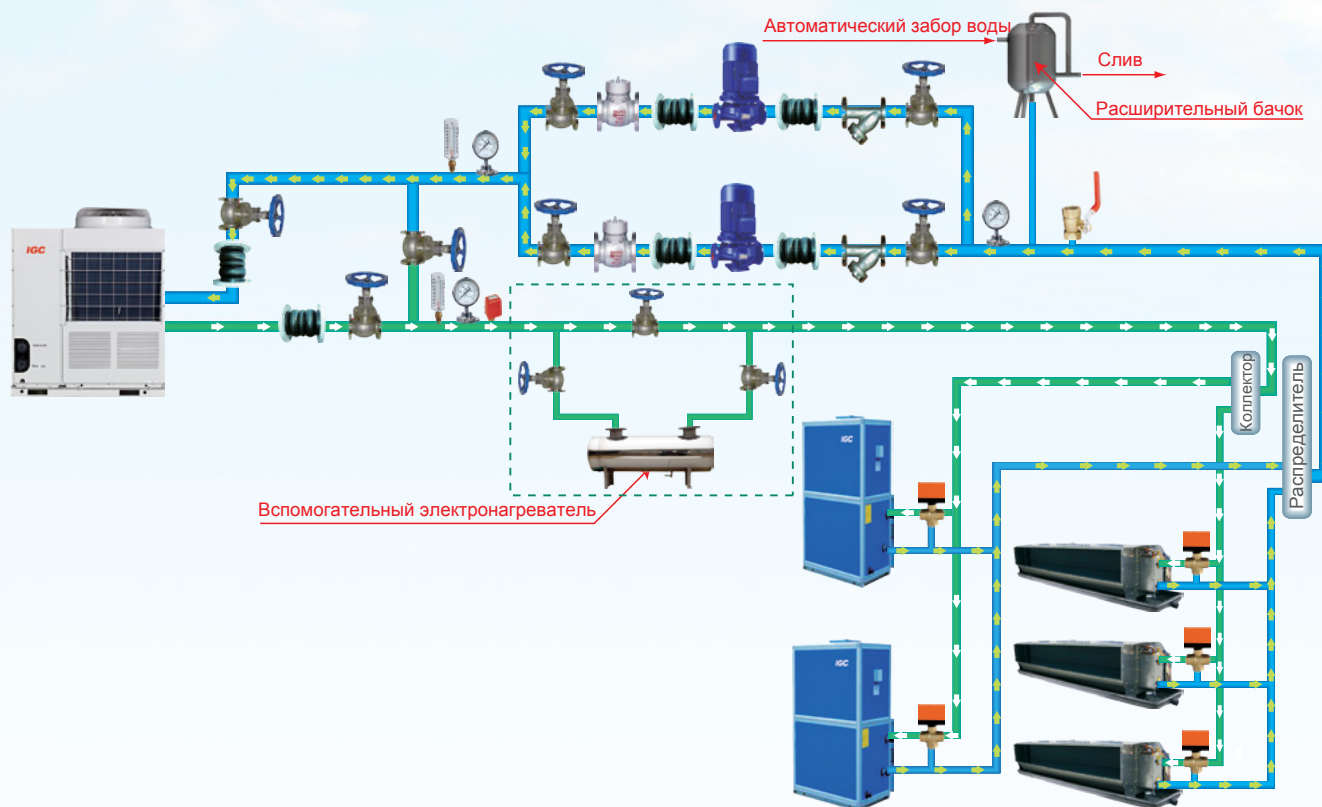 Автоматический забор воды
Слив
Расширительный бачок
IGC
Коллектор
Распределитель
IGC
Вспомогательный электронагреватель
IGC